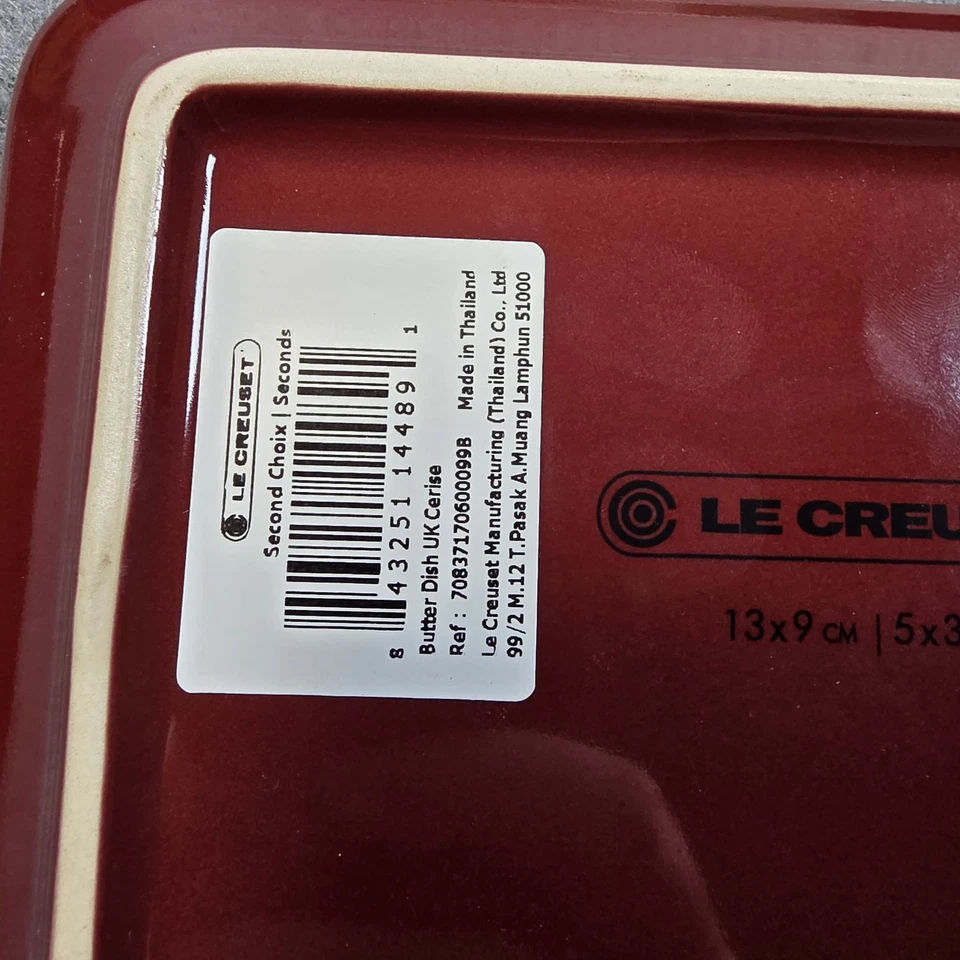 LE CREUSET
Second Choix | Seconds
8 43251 14489 1
Butter Dish UK Cerise
Ref : 70837170600099B Made in Thailand
Le Creuset Manufacturing (Thailand) Co., Ltd.
99/2 M.12 T.Pasak A.Muang Lamphun 51000
LE CREU
13x9 CM | 5x3